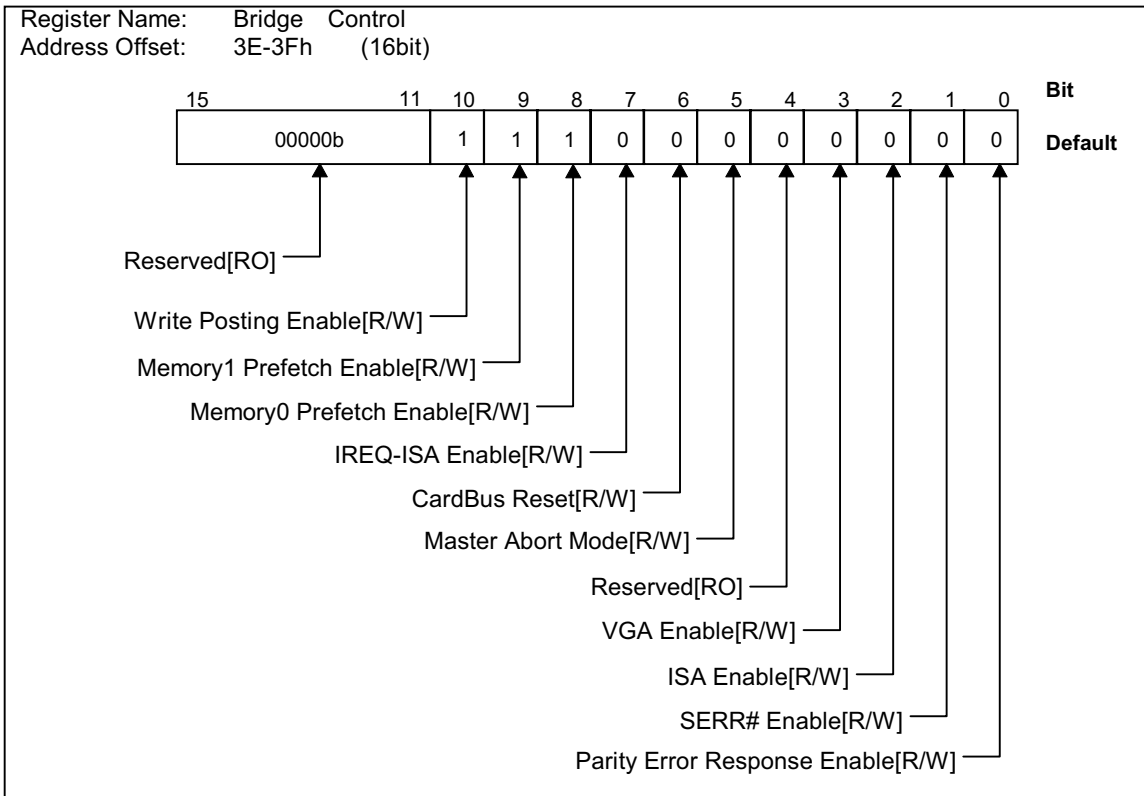 Register Name: Bridge Control
Address Offset: 3E-3Fh (16bit)
15 11 10 9 8 7 6 5 4 3 2 1 0 Bit
00000b 1 1 1 0 0 0 0 0 0 0 0 Default
Reserved[RO]
Write Posting Enable[R/W]
Memory1 Prefetch Enable[R/W]
Memory0 Prefetch Enable[R/W]
IREQ-ISA Enable[R/W]
CardBus Reset[R/W]
Master Abort Mode[R/W]
Reserved[RO]
VGA Enable[R/W]
ISA Enable[R/W]
SERR# Enable[R/W]
Parity Error Response Enable[R/W]